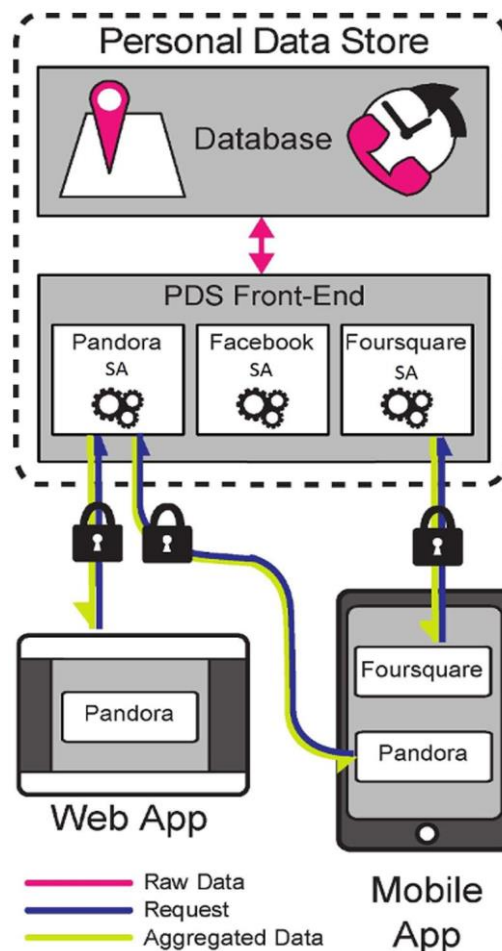 Personal Data Store
Database
PDS Front-End
Pandora
SA
Facebook
SA
Foursquare
SA
Foursquare
Pandora
Pandora
Web App
Mobile
App
Raw Data
Request
Aggregated Data